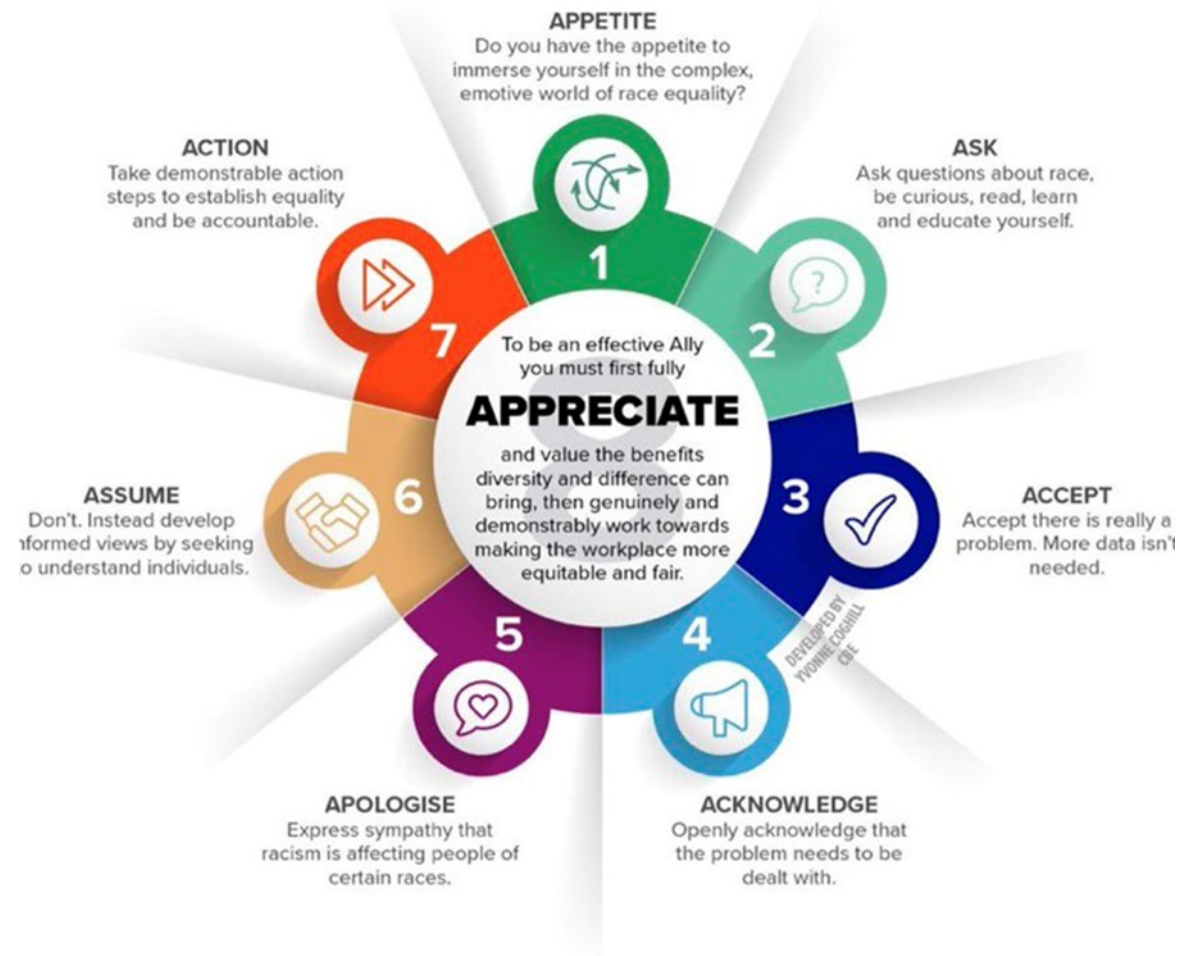 APPETITE
Do you have the appetite to
immerse yourself in the complex,
emotive world of race equality?
ASK
Ask questions about race,
be curious, read, learn
and educate yourself.
ACCEPT
Accept there is really a
problem. More data isn't
needed.
ACKNOWLEDGE
Openly acknowledge that
the problem needs to be
dealt with.
APOLOGISE
Express sympathy that
racism is affecting people of
certain races.
ASSUME
Don't. Instead develop
nformed views by seeking
o understand individuals.
ACTION
Take demonstrable action
steps to establish equality
and be accountable.
1
2
3
4
5
6
7
8
?
To be an effective Ally
you must first fully
APPRECIATE
and value the benefits
diversity and difference can
bring, then genuinely and
demonstrably work towards
making the workplace more
equitable and fair.
DEVELOPED BY
YVONNE COGHILL
CBE